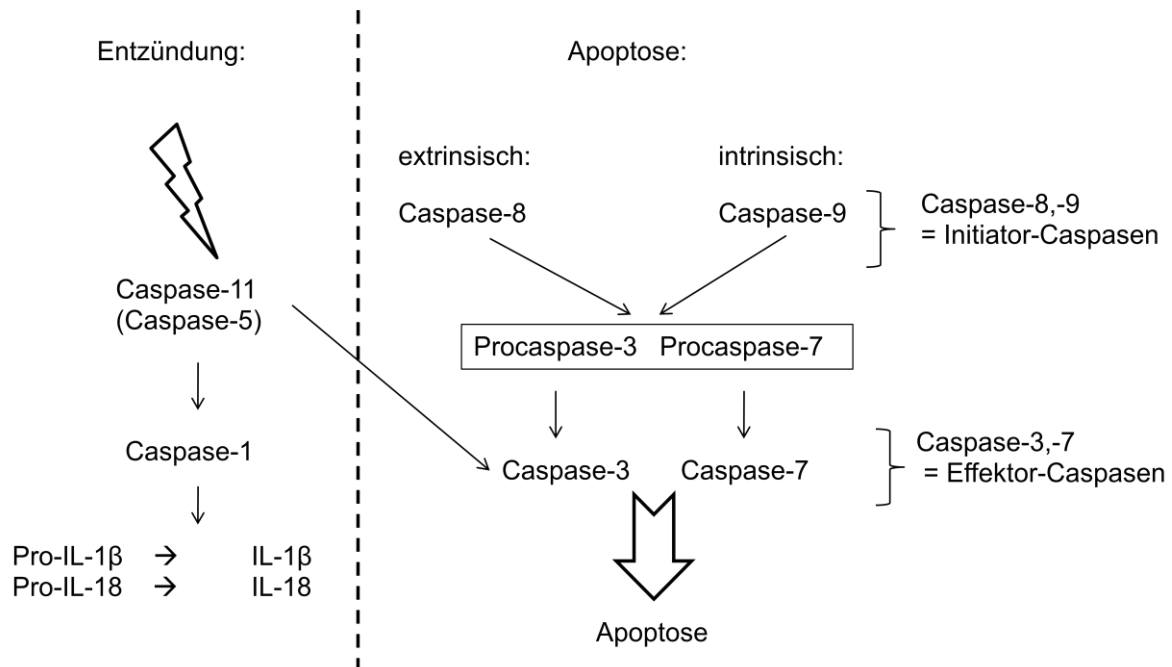 Entzündung:
Apoptose:
extrinsisch:
intrinsisch:
Caspase-8
Caspase-9
Caspase-8,-9
= Initiator-Caspasen
Caspase-11
(Caspase-5)
Procaspase-3 Procaspase-7
Caspase-1
Caspase-3
Caspase-7
Caspase-3,-7
= Effektor-Caspasen
Pro-IL-1β → IL-1β
Pro-IL-18 → IL-18
Apoptose